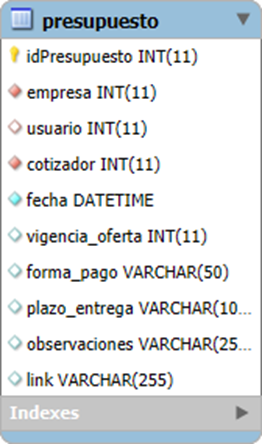 presupuesto
idPresupuesto INT(11)
empresa INT(11)
usuario INT(11)
cotizador INT(11)
fecha DATETIME
vigencia_oferta INT(11)
forma_pago VARCHAR(50)
plazo_entrega VARCHAR(10...
observaciones VARCHAR(25...
link VARCHAR(255)
Indexes